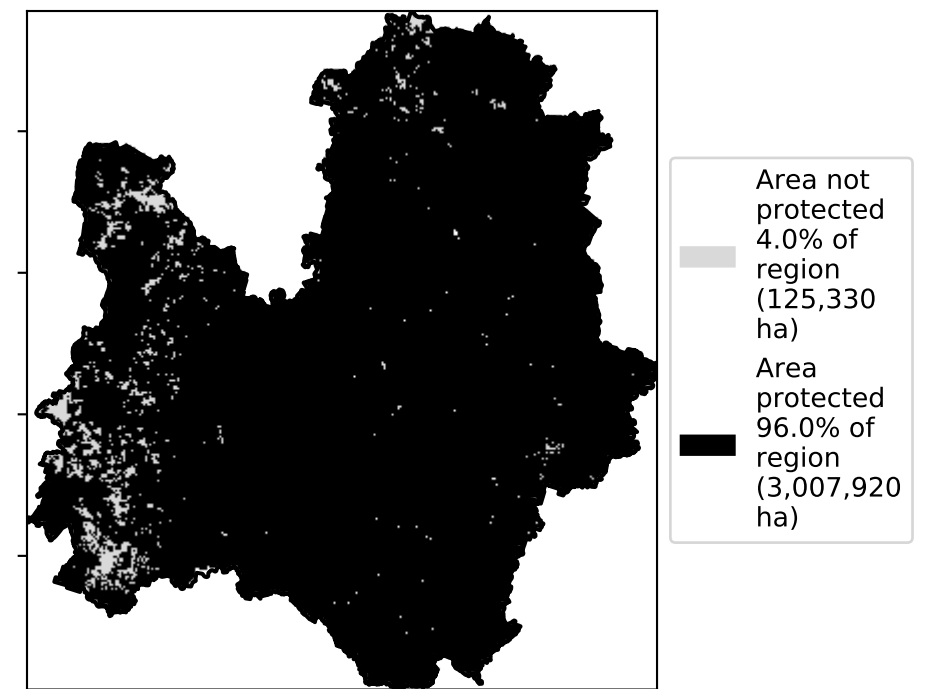 Area not
protected
4.0% of
region
(125,330
ha)
Area
protected
96.0% of
region
(3,007,920
ha)